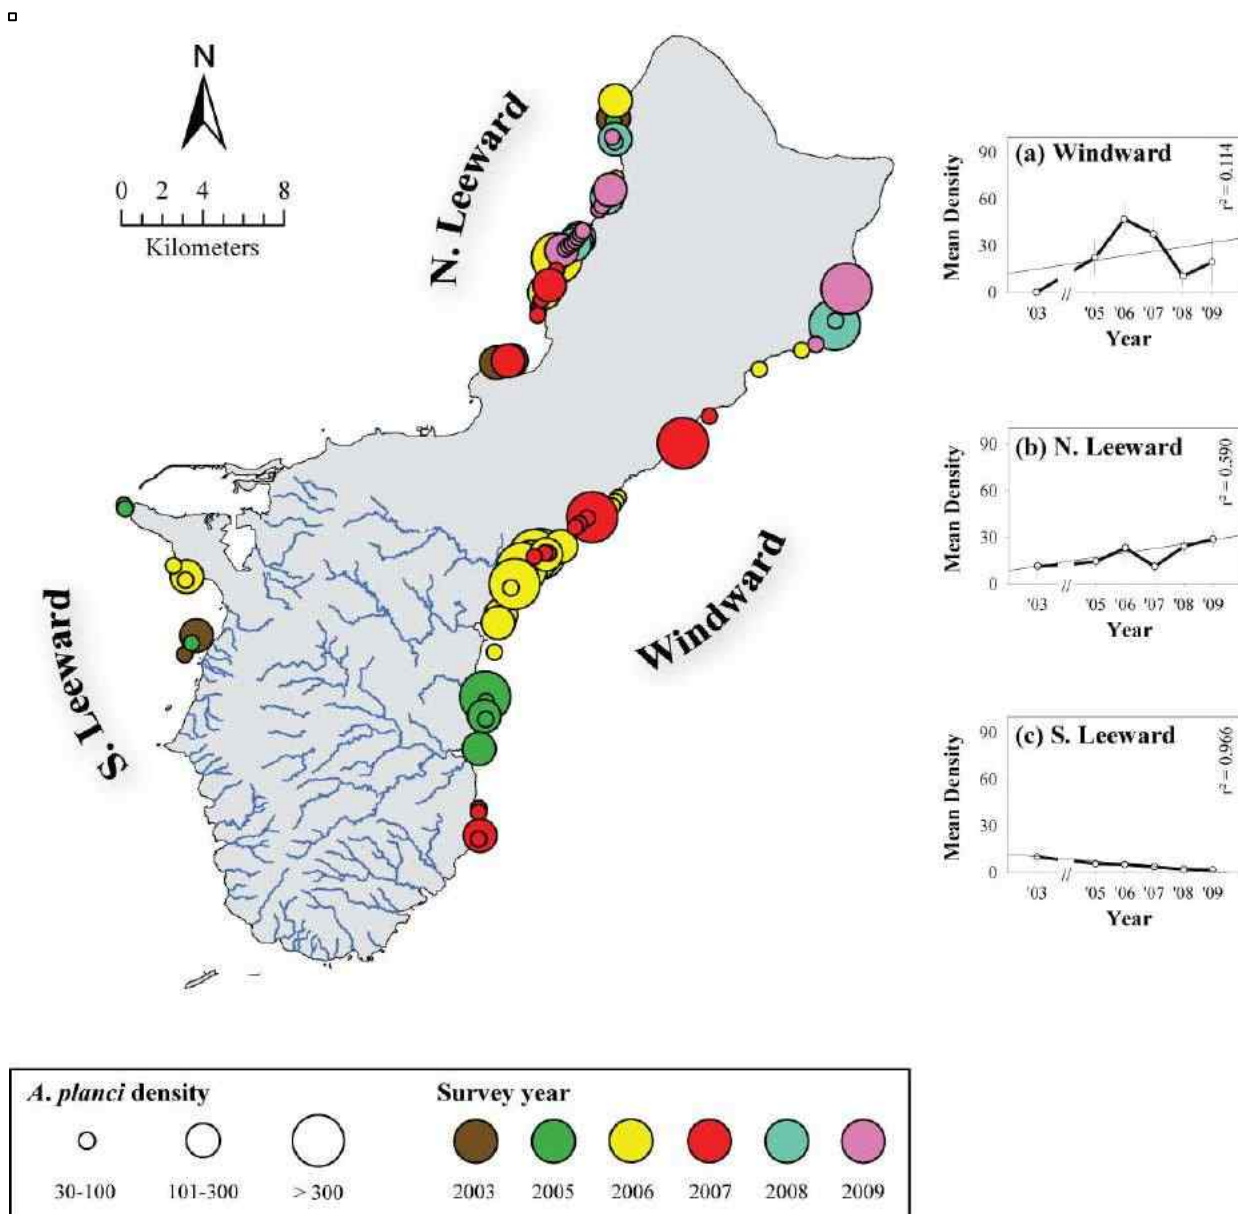 N
0 2 4 8
Kilometers
N. Leeward
S. Leeward
Windward
(a) Windward
r² = 0.114
Mean Density
90
60
30
0
'03 // '05 '06 '07 '08 '09
Year
(b) N. Leeward
r² = 0.590
Mean Density
90
60
30
0
'03 // '05 '06 '07 '08 '09
Year
(c) S. Leeward
r² = 0.966
Mean Density
90
60
30
0
'03 // '05 '06 '07 '08 '09
Year
A. planci density
30-100 101-300 > 300
Survey year
2003 2005 2006 2007 2008 2009